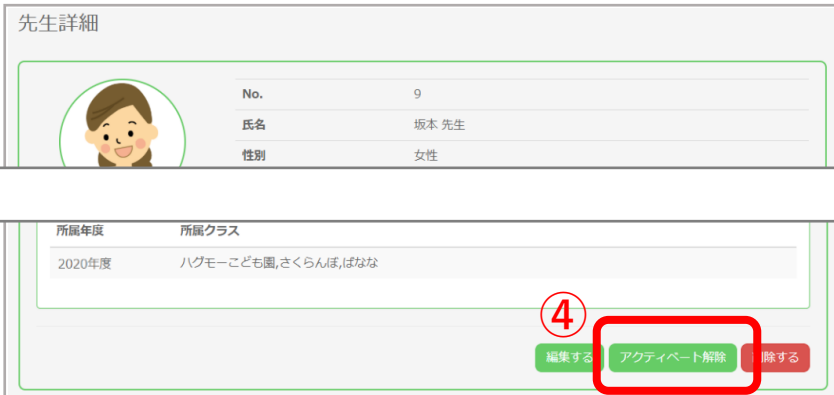 先生詳細
No. 9
氏名 坂本 先生
性別 女性
所属年度 所属クラス
2020年度 ハグモーこども園,さくらんぼ,ばなな
④
編集する アクティベート解除 除する